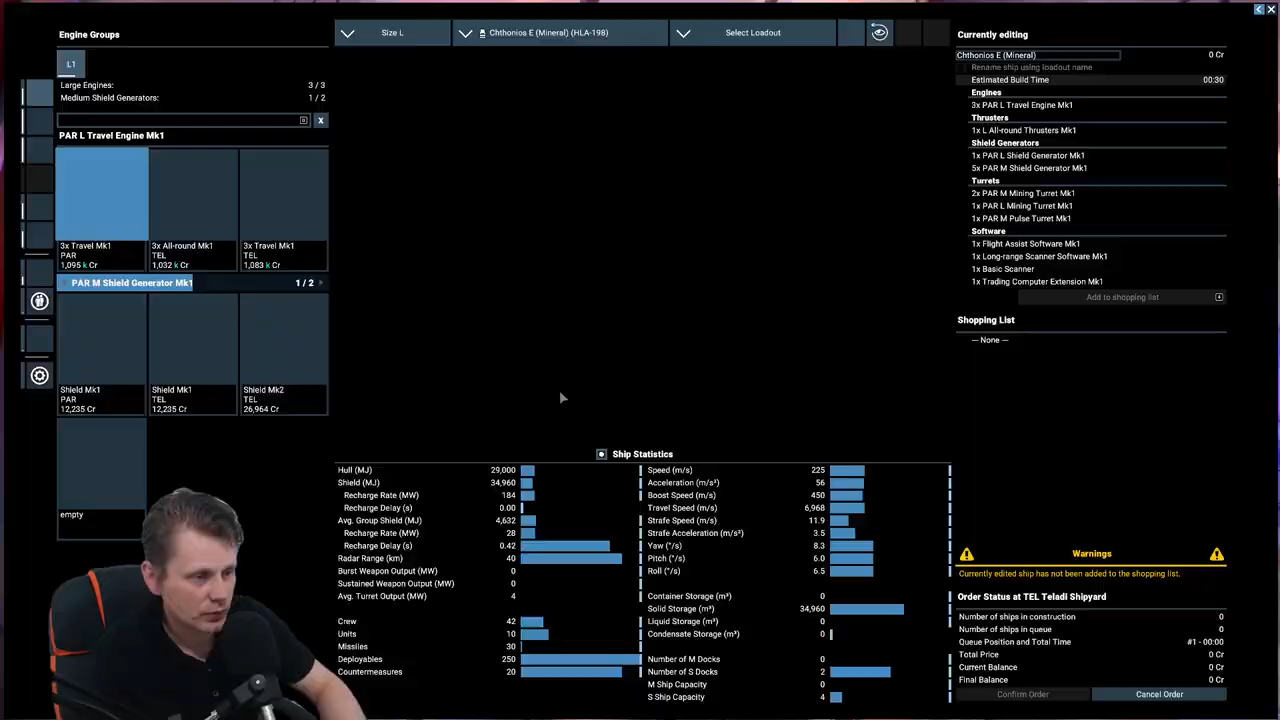 Engine Groups
L1
Large Engines: 3 / 3
Medium Shield Generators: 1 / 2
x
PAR L Travel Engine Mk1
3x Travel Mk1
PAR
1,095 k Cr
3x All-round Mk1
TEL
1,032 k Cr
3x Travel Mk1
TEL
1,083 k Cr
PAR M Shield Generator Mk1 1 / 2
Shield Mk1
PAR
12,235 Cr
Shield Mk1
TEL
12,235 Cr
Shield Mk2
TEL
26,964 Cr
empty
Size L
Chthonios E (Mineral) (HLA-198)
Select Loadout
Ship Statistics
Hull (MJ) 29,000
Shield (MJ) 34,960
Recharge Rate (MW) 184
Recharge Delay (s) 0.00
Avg. Group Shield (MJ) 4,632
Recharge Rate (MW) 28
Recharge Delay (s) 0.42
Radar Range (km) 40
Burst Weapon Output (MW) 0
Sustained Weapon Output (MW) 0
Avg. Turret Output (MW) 4
Crew 42
Units 10
Missiles 30
Deployables 250
Countermeasures 20
Speed (m/s) 225
Acceleration (m/s²) 56
Boost Speed (m/s) 450
Travel Speed (m/s) 6,968
Strafe Speed (m/s) 11.9
Strafe Acceleration (m/s²) 3.5
Yaw (°/s) 8.3
Pitch (°/s) 6.0
Roll (°/s) 6.5
Container Storage (m³) 0
Solid Storage (m³) 34,960
Liquid Storage (m³) 0
Condensate Storage (m³) 0
Number of M Docks 0
Number of S Docks 2
M Ship Capacity 0
S Ship Capacity 4
Currently editing
Chthonios E (Mineral) 0 Cr
Rename ship using loadout name
Estimated Build Time 00:30
Engines
3x PAR L Travel Engine Mk1
Thrusters
1x L All-round Thrusters Mk1
Shield Generators
1x PAR L Shield Generator Mk1
5x PAR M Shield Generator Mk1
Turrets
2x PAR M Mining Turret Mk1
1x PAR L Mining Turret Mk1
1x PAR M Pulse Turret Mk1
Software
1x Flight Assist Software Mk1
1x Long-range Scanner Software Mk1
1x Basic Scanner
1x Trading Computer Extension Mk1
Add to shopping list
Shopping List
— None —
Warnings
Currently edited ship has not been added to the shopping list.
Order Status at TEL Teladi Shipyard
Number of ships in construction 0
Number of ships in queue 0
Queue Position and Total Time #1 - 00:00
Total Price 0 Cr
Current Balance 0 Cr
Final Balance 0 Cr
Confirm Order
Cancel Order